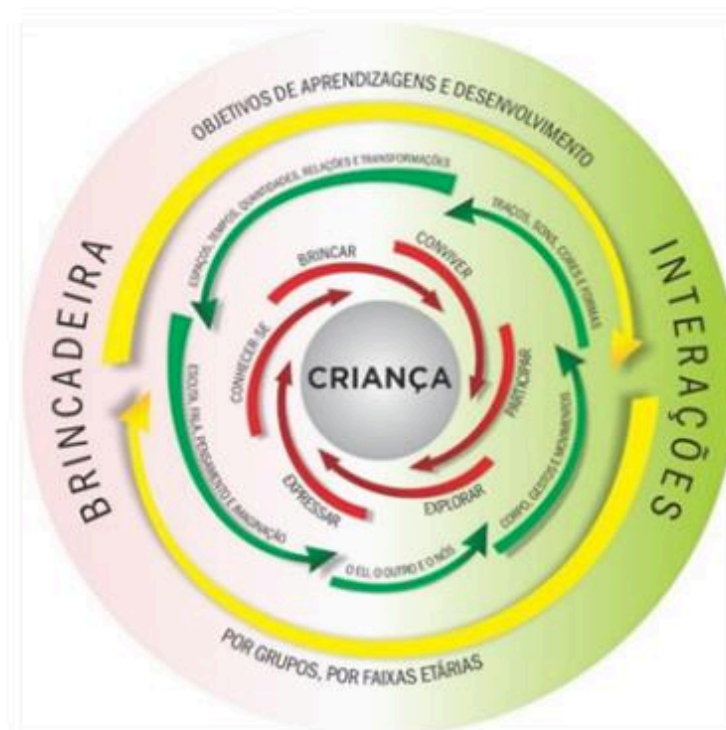 OBJETIVOS DE APRENDIZAGENS E DESENVOLVIMENTO
BRINCADEIRA
INTERAÇÕES
ESPAÇOS, TEMPOS, QUANTIDADES, RELAÇÕES E TRANSFORMAÇÕES
TRAÇOS, SONS, CORES E FORMAS
BRINCAR
CONVIVER
CONHECER-SE
CRIANÇA
PARTICIPAR
EXPRESSAR
EXPLORAR
ESCUTA, FALA, PENSAMENTO E IMAGINAÇÃO
CORPO, GESTOS E MOVIMENTOS
O EU, O OUTRO E O NÓS
POR GRUPOS, POR FAIXAS ETÁRIAS